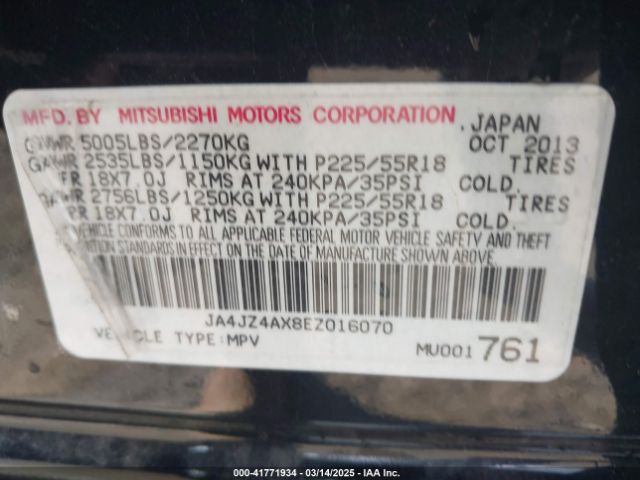 MFD.BY MITSUBISHI MOTORS CORPORATION , JAPAN
GVWR 5005LBS/2270KG OCT 2013
GAWR 2535LBS/1150KG WITH P225/55R18 TIRES
FR 18X7.0J RIMS AT 240KPA/35PSI COLD.
GAWR 2756LBS/1250KG WITH P225/55R18 TIRES
RR 18X7.0J RIMS AT 240KPA/35PSI COLD.
VEHICLE CONFORMS TO ALL APPLICABLE FEDERAL MOTOR VEHICLE SAFETY AND THEFT
PREVENTION STANDARDS IN EFFECT ON THE DATE OF MANUFACTURE SHOWN ABOVE.
JA4JZ4AX8EZ016070
VEHICLE TYPE:MPV MU001761
000-41771934 - 03/14/2025 - IAA Inc.